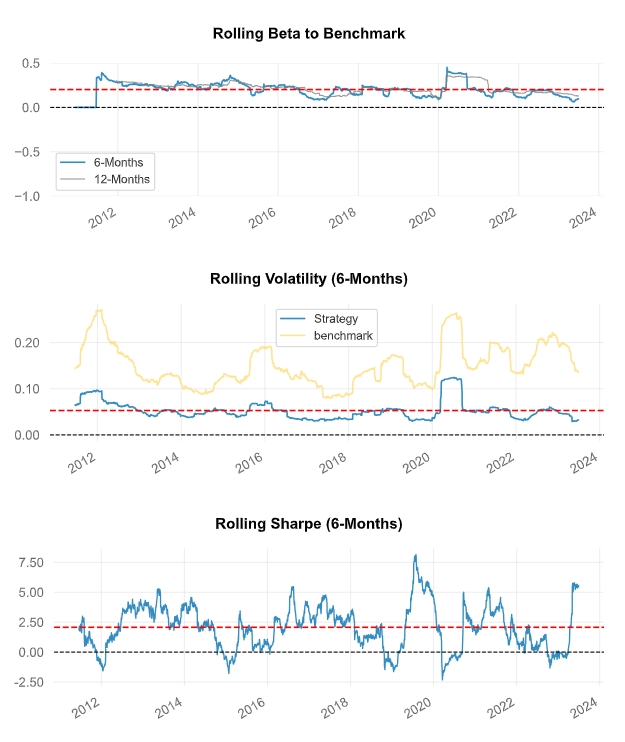 Rolling Beta to Benchmark
0.5
0.0
−0.5
−1.0
6-Months
12-Months
2012 2014 2016 2018 2020 2022 2024
Rolling Volatility (6-Months)
Strategy
benchmark
0.20
0.10
0.00
2012 2014 2016 2018 2020 2022 2024
Rolling Sharpe (6-Months)
7.50
5.00
2.50
0.00
-2.50
2012 2014 2016 2018 2020 2022 2024